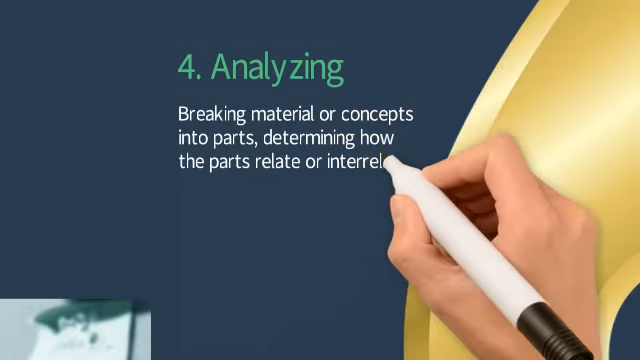 4. Analyzing
Breaking material or concepts
into parts, determining how
the parts relate or interrel